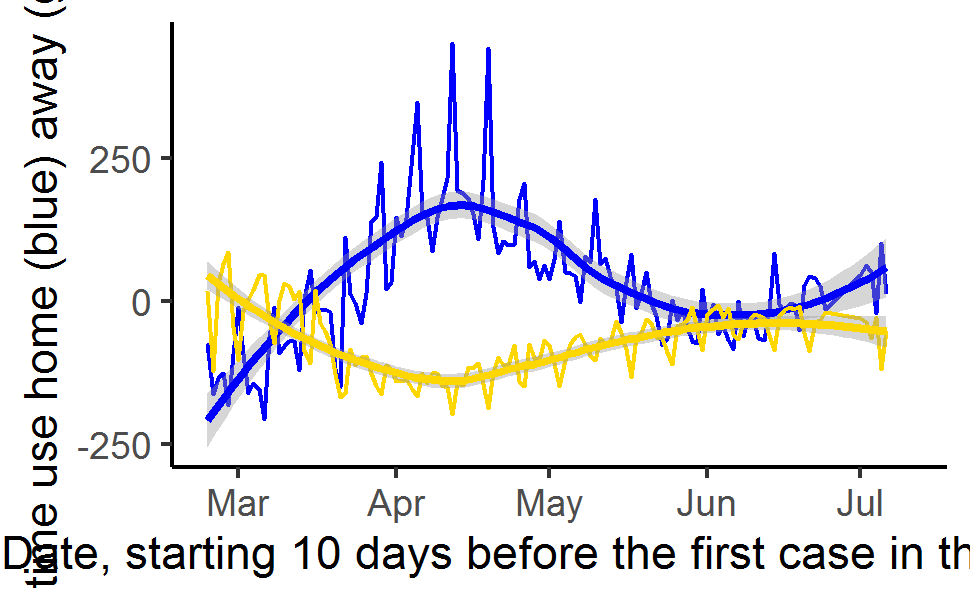 time use home (blue) away (
250
0
-250
Mar Apr May Jun Jul
Date, starting 10 days before the first case in th